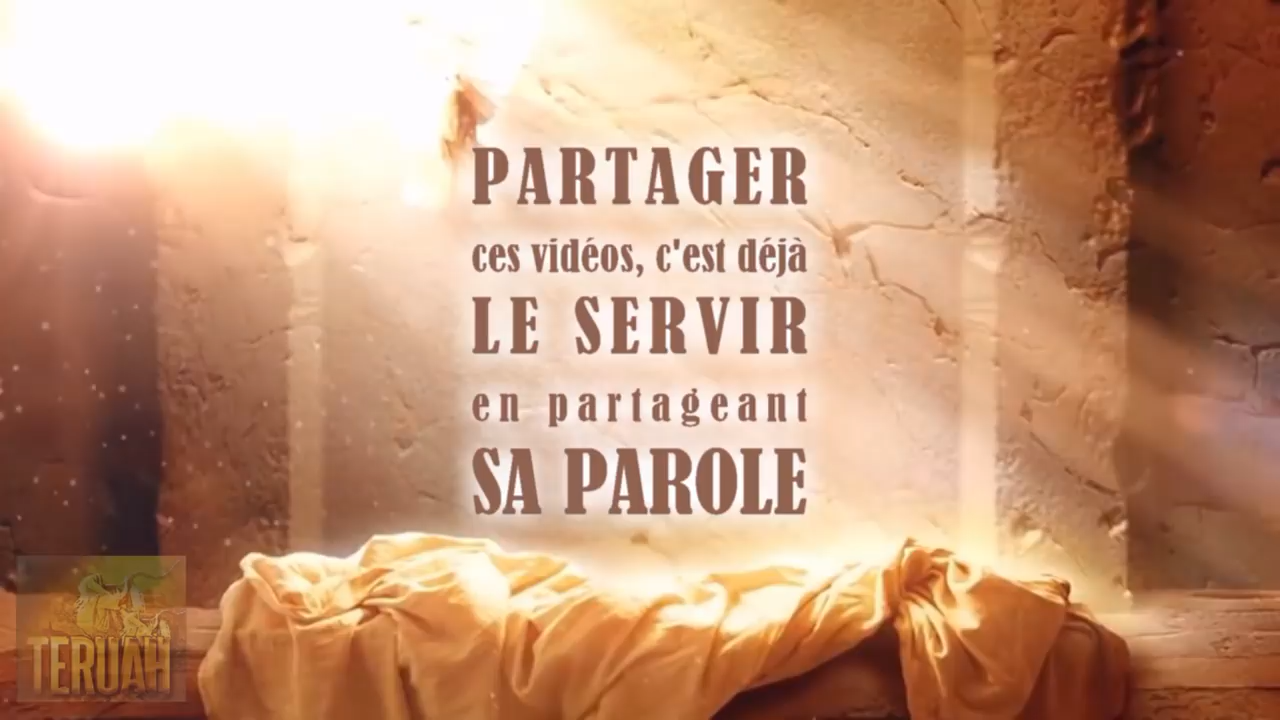 PARTAGER
ces vidéos, c'est déjà
LE SERVIR
en partageant
SA PAROLE
TERUAH